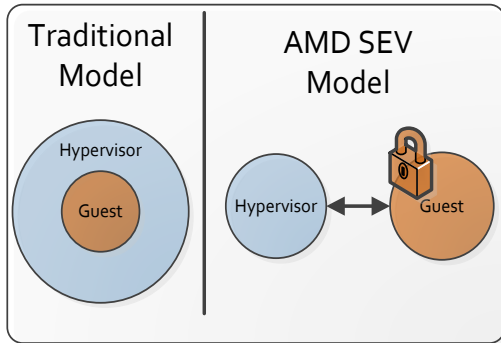 Traditional
Model
Hypervisor
Guest
AMD SEV
Model
Hypervisor
Guest